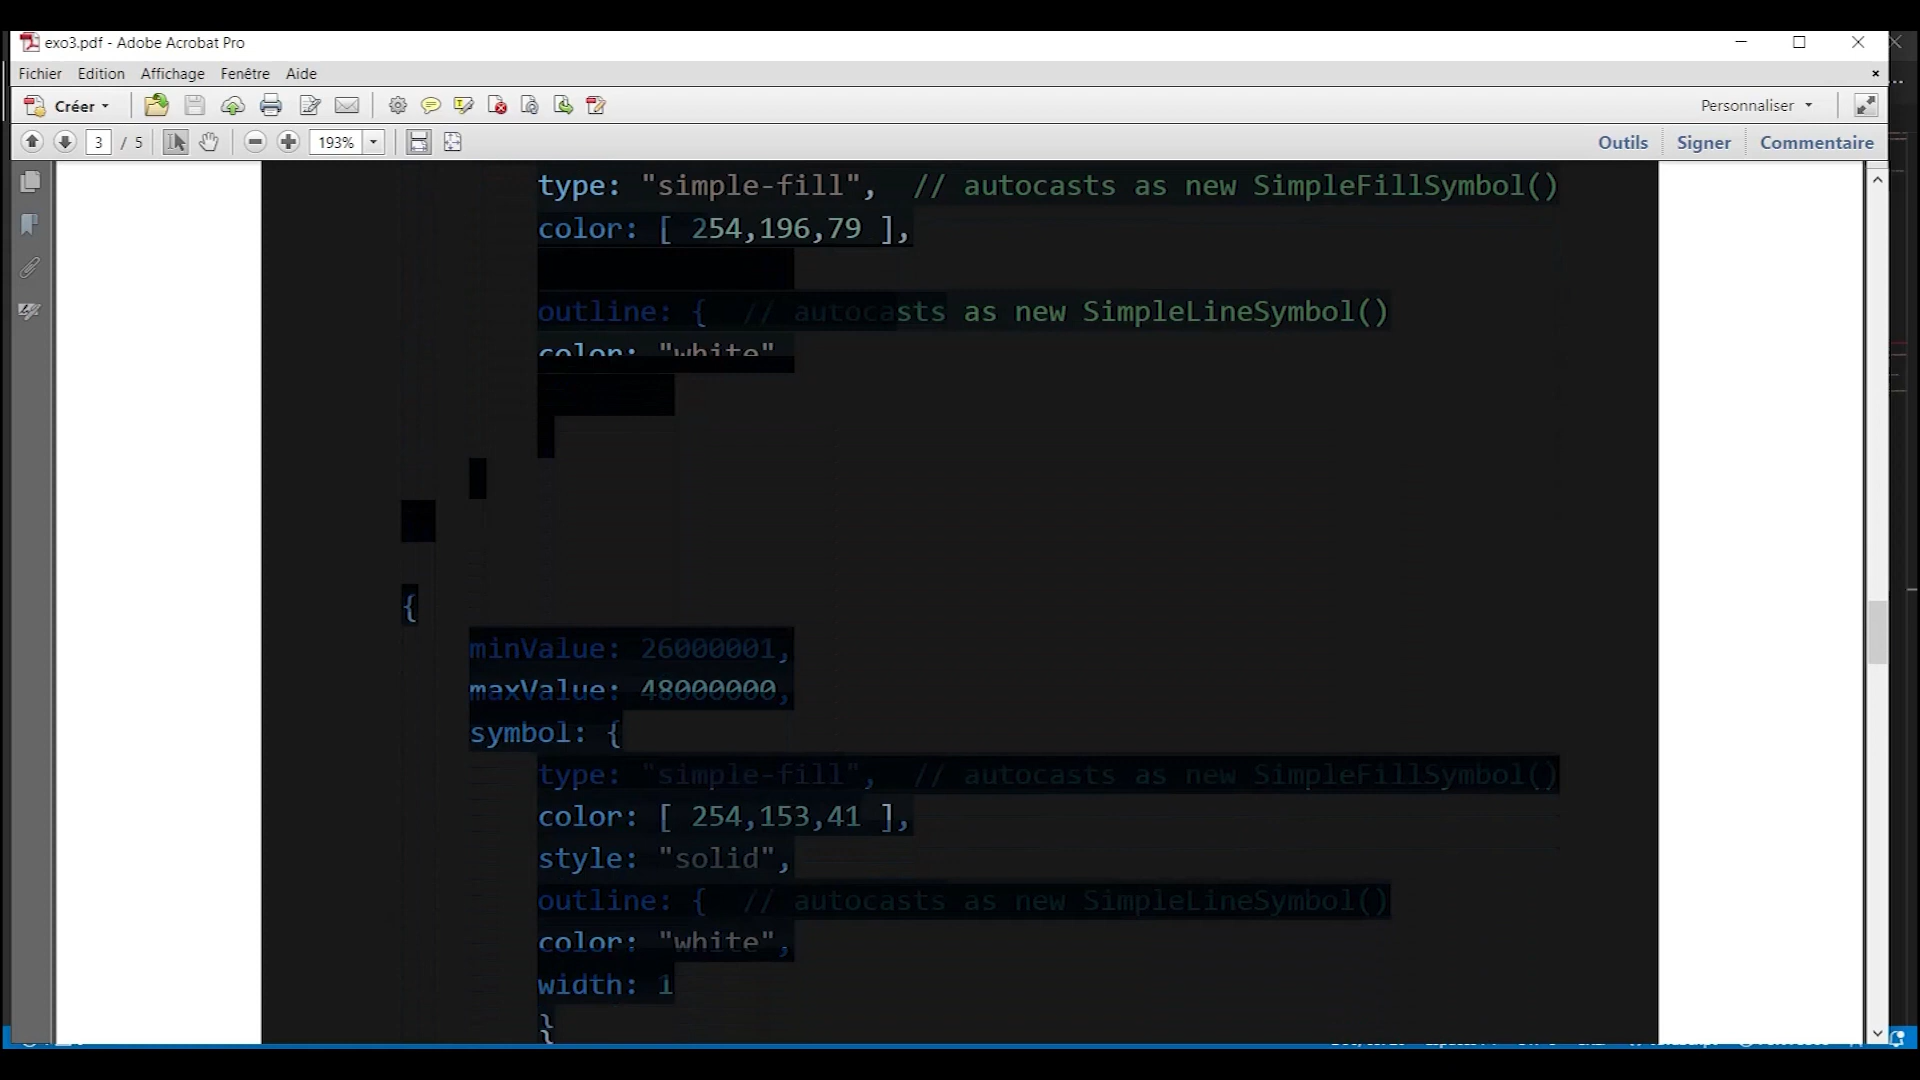 exo3.pdf - Adobe Acrobat Pro
Fichier Edition Affichage Fenêtre Aide
Créer Personnaliser
3 / 5 193% Outils Signer Commentaire
type: "simple-fill", // autocasts as new SimpleFillSymbol()
color: [ 254,196,79 ],
outline: { // autocasts as new SimpleLineSymbol()
color: "white"
{
minValue: 26000001,
maxValue: 48000000,
symbol: {
type: "simple-fill", // autocasts as new SimpleFillSymbol()
color: [ 254,153,41 ],
style: "solid",
outline: { // autocasts as new SimpleLineSymbol()
color: "white",
width: 1
}